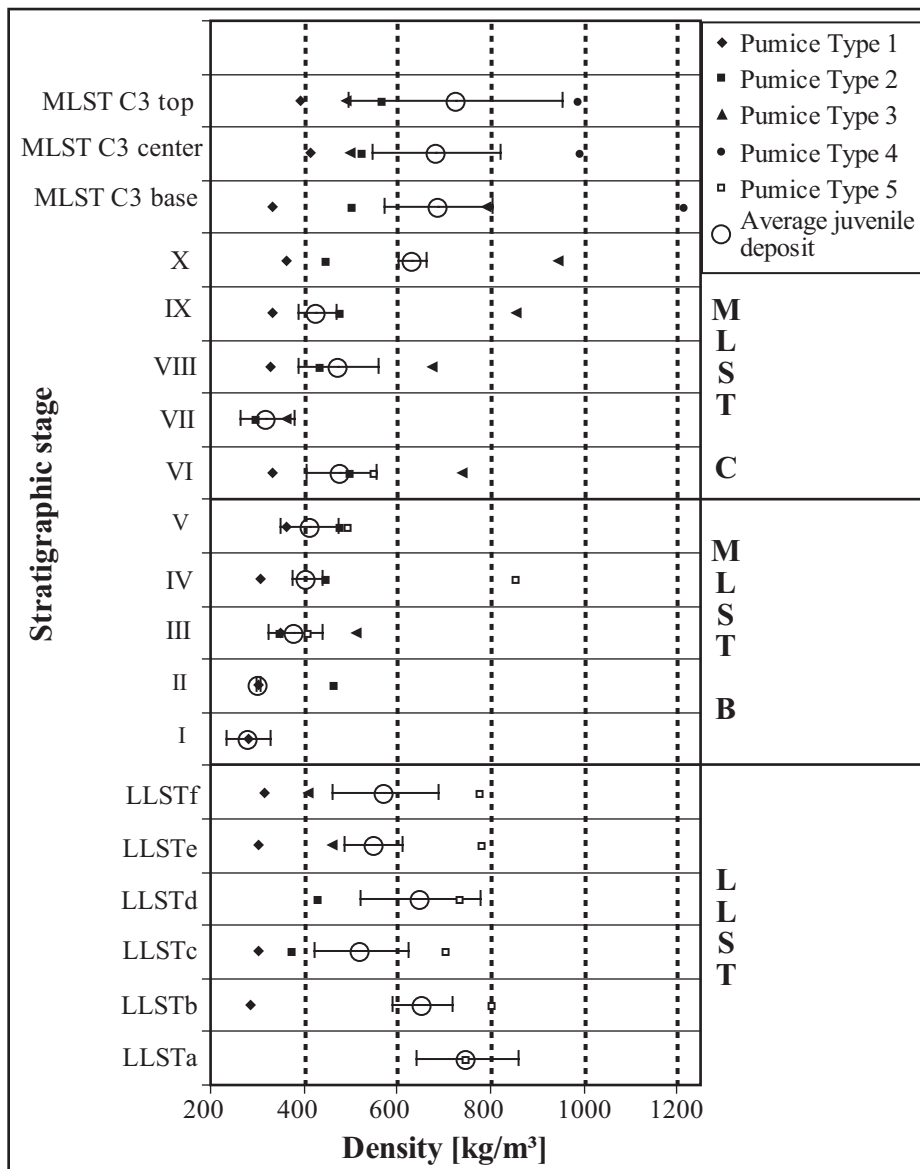 Pumice Type 1
Pumice Type 2
Pumice Type 3
Pumice Type 4
Pumice Type 5
Average juvenile
deposit
Stratigraphic stage
MLST C3 top
MLST C3 center
MLST C3 base
X
IX
VIII
VII
VI
V
IV
III
II
I
LLSTf
LLSTe
LLSTd
LLSTc
LLSTb
LLSTa
M
L
S
T
C
M
L
S
T
B
L
L
S
T
200 400 600 800 1000 1200
Density [kg/m³]